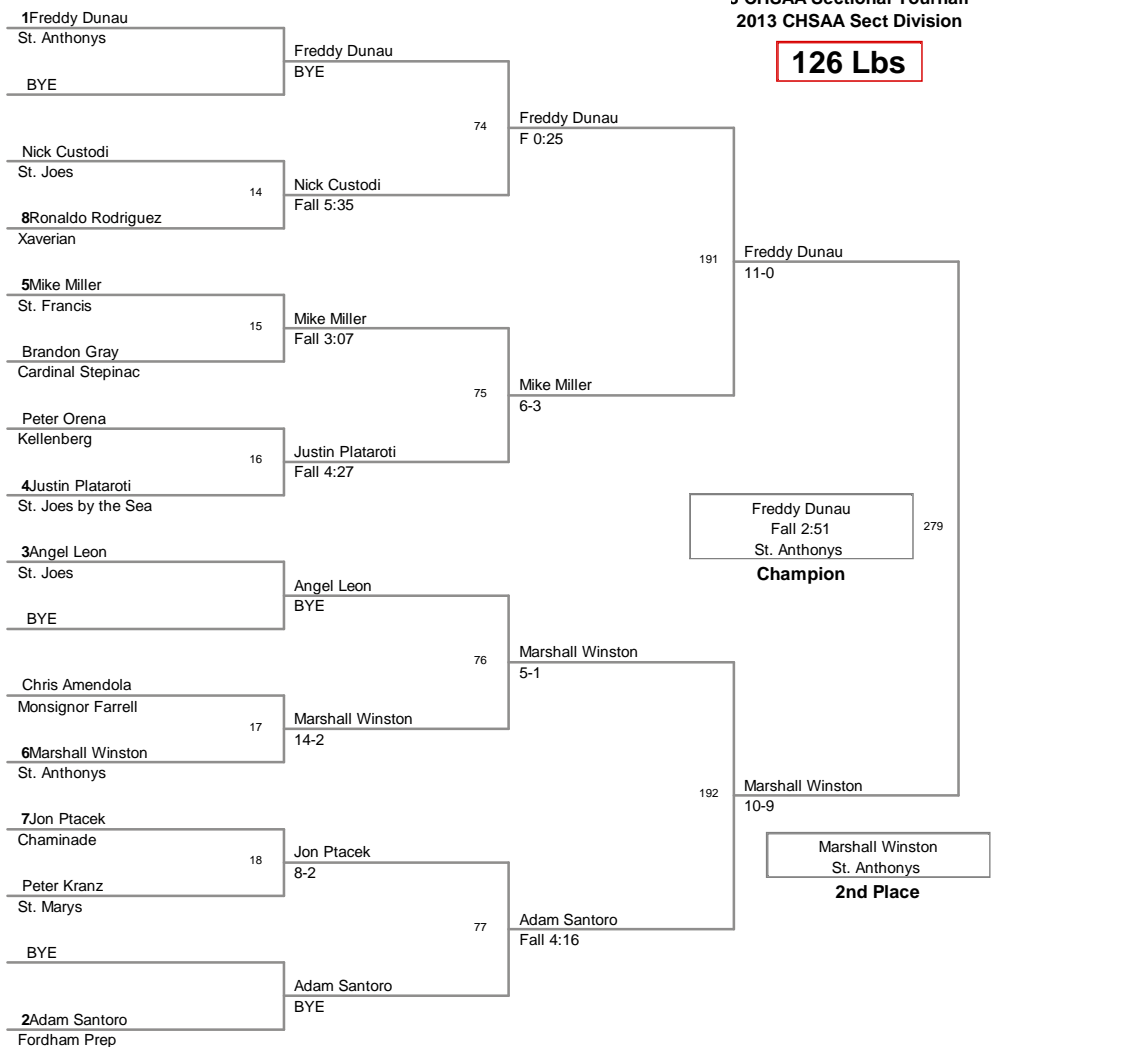 CHSAA Sectional
2013 CHSAA Sect Division
126 Lbs
1Freddy Dunau
St. Anthonys
BYE
Nick Custodi
St. Joes
14
8Ronaldo Rodriguez
Xaverian
5Mike Miller
St. Francis
15
Brandon Gray
Cardinal Stepinac
Peter Orena
Kellenberg
16
4Justin Plataroti
St. Joes by the Sea
3Angel Leon
St. Joes
BYE
Chris Amendola
Monsignor Farrell
17
6Marshall Winston
St. Anthonys
7Jon Ptacek
Chaminade
18
Peter Kranz
St. Marys
BYE
2Adam Santoro
Fordham Prep
Freddy Dunau
BYE
74
Nick Custodi
Fall 5:35
Mike Miller
Fall 3:07
75
Justin Plataroti
Fall 4:27
Angel Leon
BYE
76
Marshall Winston
14-2
Jon Ptacek
8-2
77
Adam Santoro
BYE
Freddy Dunau
F 0:25
191
Mike Miller
6-3
Marshall Winston
5-1
192
Adam Santoro
Fall 4:16
Freddy Dunau
11-0
279
Marshall Winston
10-9
Freddy Dunau
Fall 2:51
St. Anthonys
Champion
Marshall Winston
St. Anthonys
2nd Place